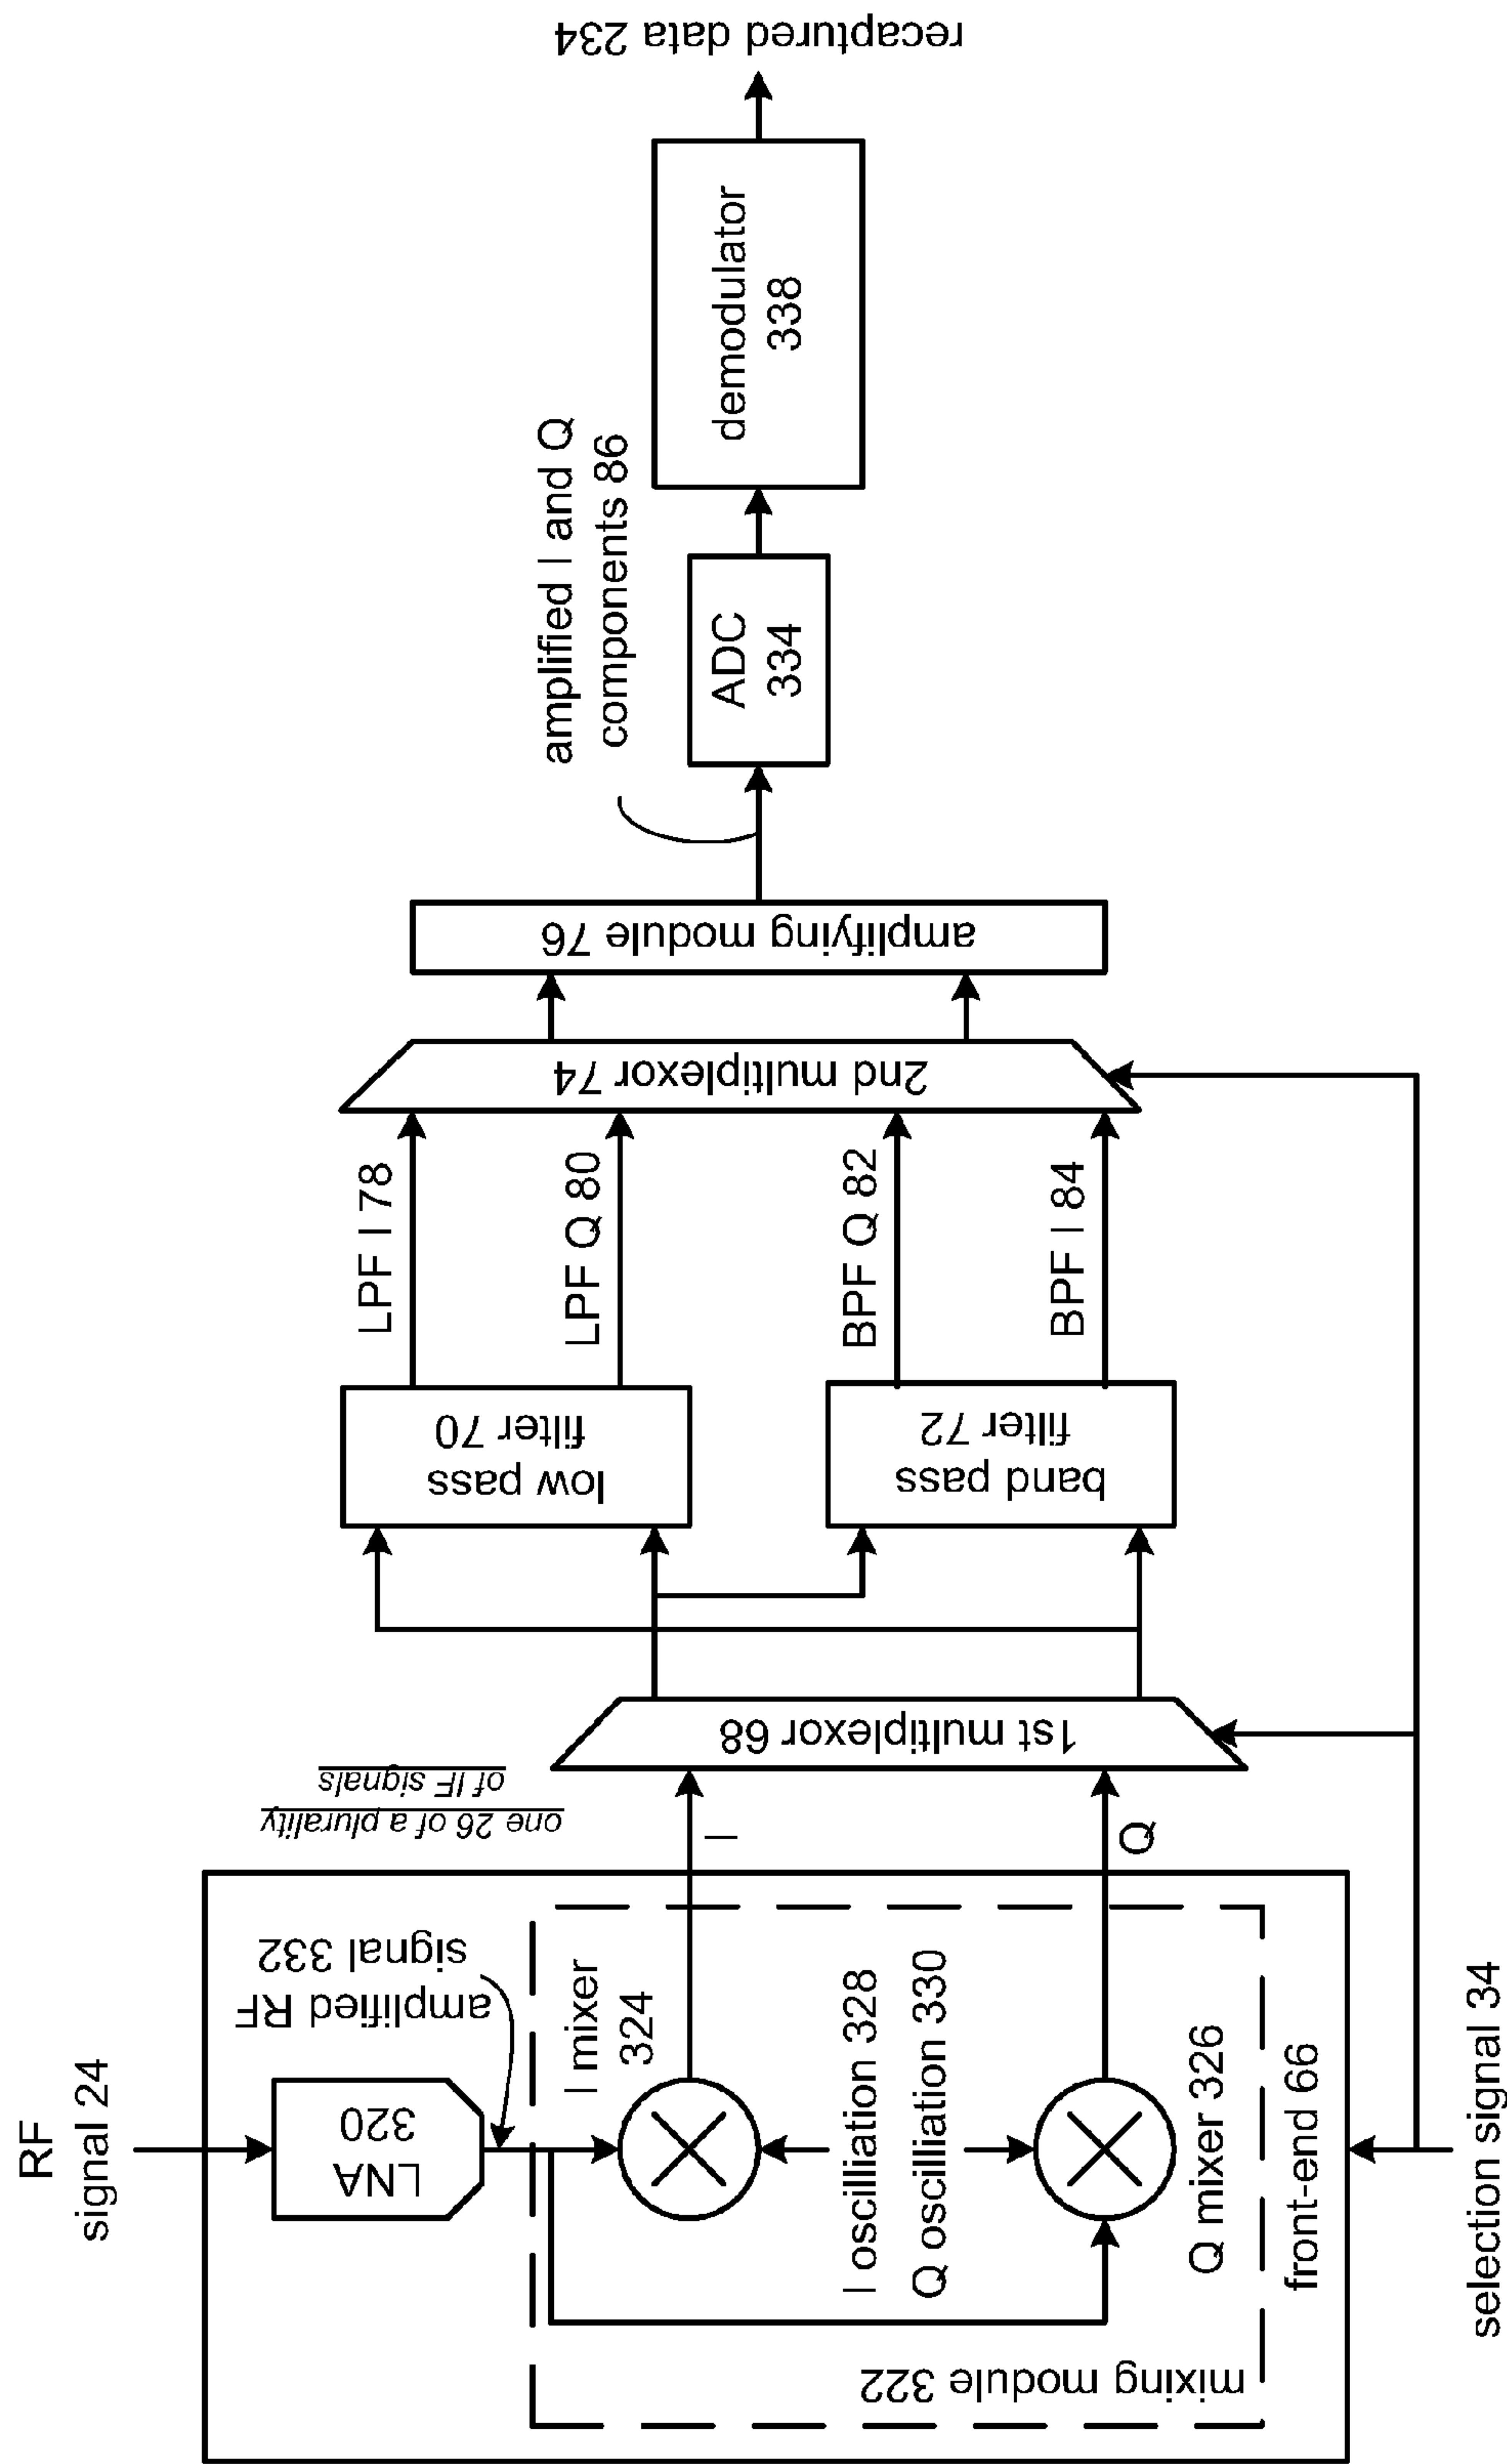 RF
signal 24
LNA
320
amplified RF
signal 332
I mixer
324
I oscilliation 328
Q oscilliation 330
Q mixer 326
mixing module 322
front-end 66
selection signal 34
one 26 of a plurality
of IF signals
I
Q
1st multiplexor 68
low pass
filter 70
band pass
filter 72
LPF I 78
LPF Q 80
BPF Q 82
BPF I 84
2nd multiplexor 74
amplifying module 76
amplified I and Q
components 86
ADC
334
demodulator
338
recaptured data 234